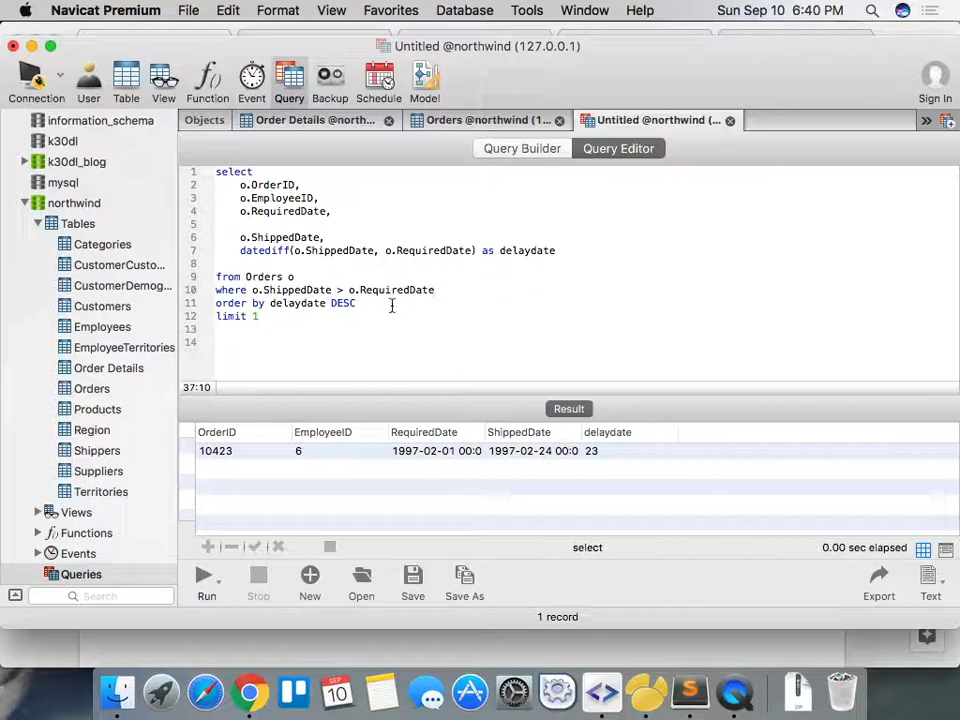 Navicat Premium File Edit Format View Favorites Database Tools Window Help Sun Sep 10 6:40 PM
Untitled @northwind (127.0.0.1)
Connection User Table View Function Event Query Backup Schedule Model Sign In
Objects Order Details @north... Orders @northwind (1... Untitled @northwind (...
Query Builder Query Editor
information_schema
k30dl
k30dl_blog
mysql
northwind
Tables
Categories
CustomerCusto...
CustomerDemog...
Customers
Employees
EmployeeTerritories
Order Details
Orders
Products
Region
Shippers
Suppliers
Territories
Views
Functions
Events
Queries
Search
1 select
2 o.OrderID,
3 o.EmployeeID,
4 o.RequiredDate,
5
6 o.ShippedDate,
7 datediff(o.ShippedDate, o.RequiredDate) as delaydate
8
9 from Orders o
10 where o.ShippedDate > o.RequiredDate
11 order by delaydate DESC
12 limit 1
13
14
37:10
Result
OrderID EmployeeID RequiredDate ShippedDate delaydate
10423 6 1997-02-01 00:0 1997-02-24 00:0 23
select 0.00 sec elapsed
Run Stop New Open Save Save As Export Text
1 record
SEP
10
ZIP